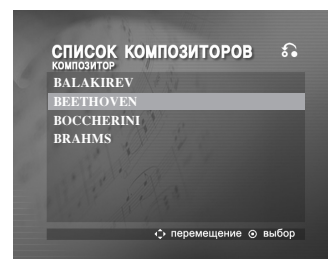 СПИСОК КОМПОЗИТОРОВ
КОМПОЗИТОР
BALAKIREV
BEETHOVEN
BOCCHERINI
BRAHMS
перемещение выбор